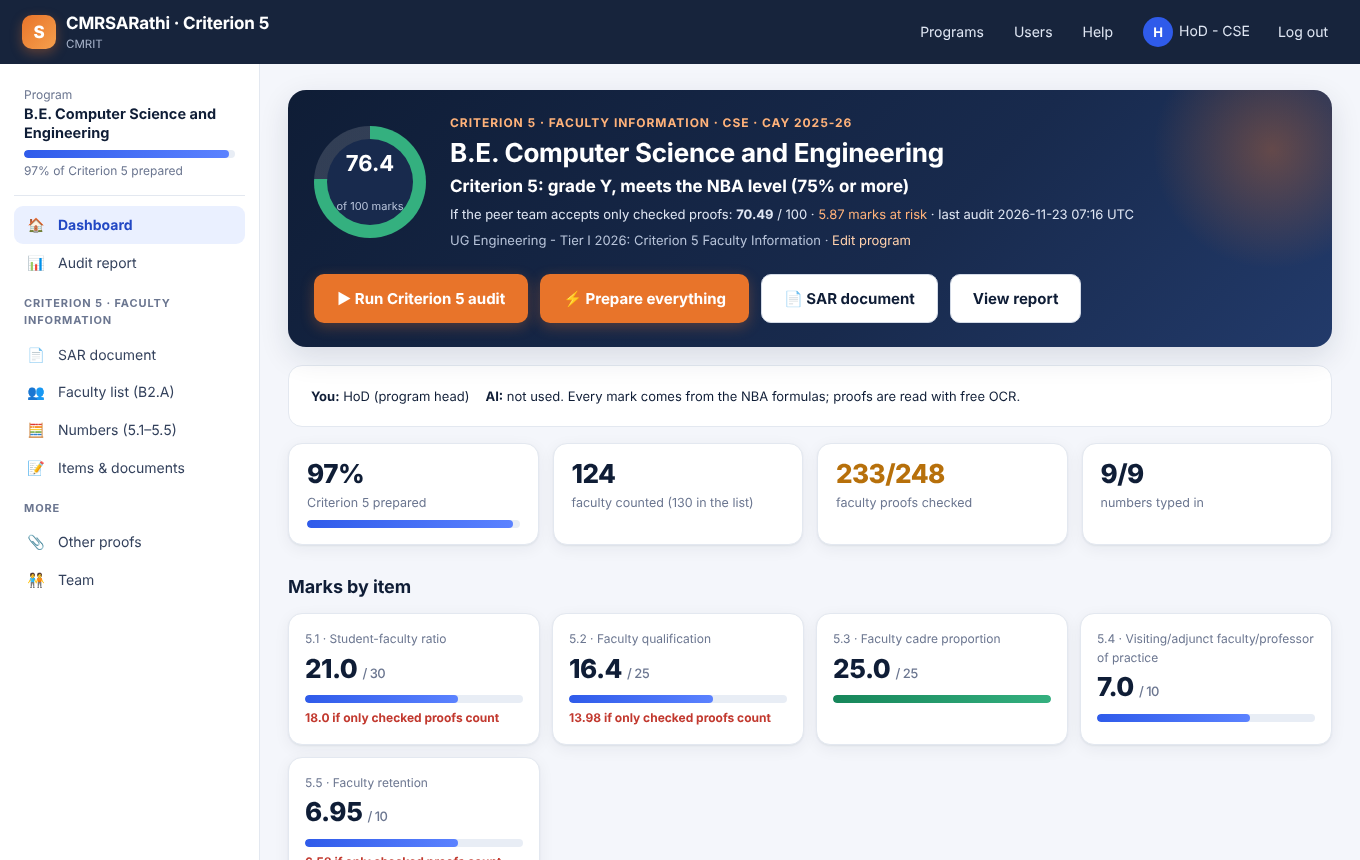 S
CMRSARathi · Criterion 5
CMRIT
Programs
Users
Help
H
HoD - CSE
Log out
Program
B.E. Computer Science and
Engineering
97% of Criterion 5 prepared
Dashboard
Audit report
CRITERION 5 · FACULTY
INFORMATION
SAR document
Faculty list (B2.A)
Numbers (5.1–5.5)
Items & documents
MORE
Other proofs
Team
76.4
of 100 marks
CRITERION 5 · FACULTY INFORMATION · CSE · CAY 2025-26
B.E. Computer Science and Engineering
Criterion 5: grade Y, meets the NBA level (75% or more)
If the peer team accepts only checked proofs: 70.49 / 100 · 5.87 marks at risk · last audit 2026-11-23 07:16 UTC
UG Engineering - Tier I 2026: Criterion 5 Faculty Information · Edit program
▶ Run Criterion 5 audit
⚡ Prepare everything
SAR document
View report
You: HoD (program head) AI: not used. Every mark comes from the NBA formulas; proofs are read with free OCR.
97%
Criterion 5 prepared
124
faculty counted (130 in the list)
233/248
faculty proofs checked
9/9
numbers typed in
Marks by item
5.1 · Student-faculty ratio
21.0 / 30
18.0 if only checked proofs count
5.2 · Faculty qualification
16.4 / 25
13.98 if only checked proofs count
5.3 · Faculty cadre proportion
25.0 / 25
5.4 · Visiting/adjunct faculty/professor
of practice
7.0 / 10
5.5 · Faculty retention
6.95 / 10
if only checked proofs count